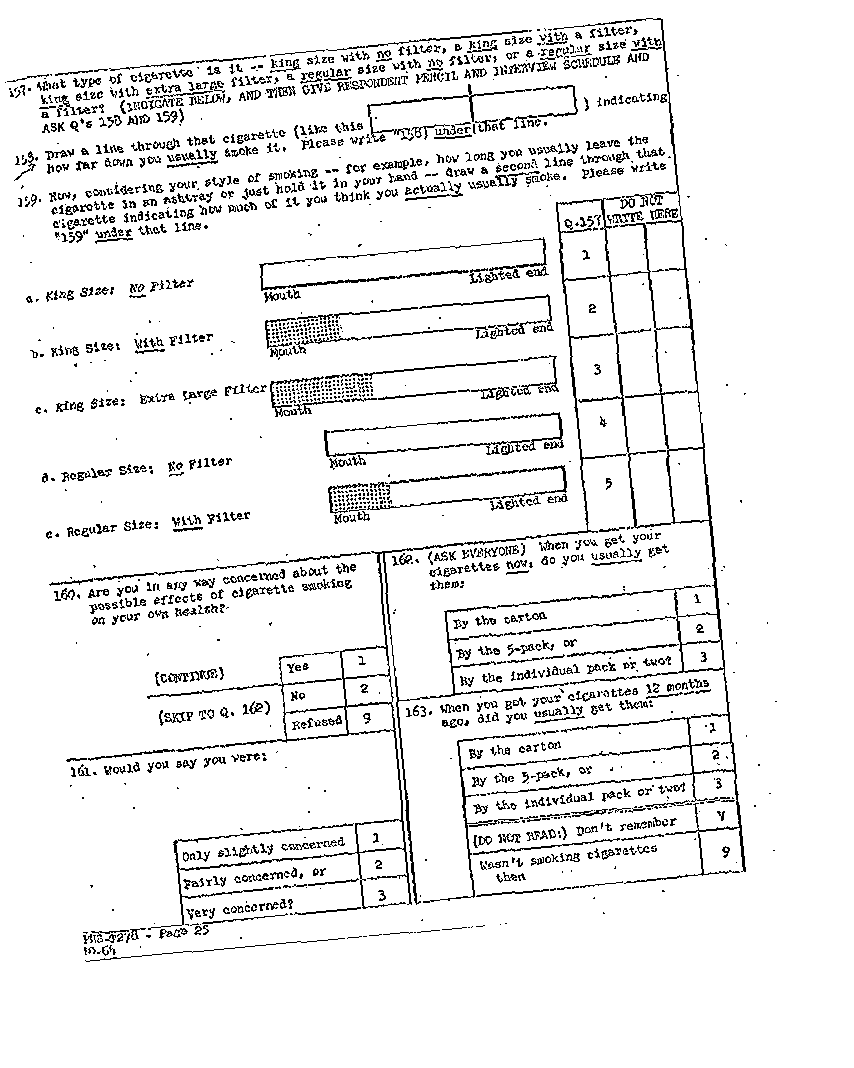 157. What type of cigarette is it -- king size with no filter, a king size with a filter,
king size with extra large filter, a regular size with no filter, or a regular size with
a filter? (INDICATE BELOW, AND THEN GIVE RESPONDENT PENCIL AND INTERVIEW SCHEDULE AND
ASK Q's 158 AND 159)
158. Draw a line through that cigarette (like this ) indicating
how far down you usually smoke it. Please write "158) under that line.
159. Now, considering your style of smoking -- for example, how long you usually leave the
cigarette in an ashtray or just hold it in your hand -- draw a second line through that
cigarette indicating how much of it you think you actually usually smoke. Please write
"159" under that line.
Q.157 DO NOT
WRITE HERE
a. King Size: No Filter
Mouth Lighted end
1
b. King Size: With Filter
Mouth Lighted end
2
c. King Size: Extra Large Filter
Mouth Lighted end
3
d. Regular Size: No Filter
Mouth Lighted end
4
e. Regular Size: With Filter
Mouth Lighted end
5
160. Are you in any way concerned about the
possible effects of cigarette smoking
on your own health?
(CONTINUE) Yes 1
(SKIP TO Q. 162) No 2
Refused 9
161. Would you say you were:
Only slightly concerned 1
Fairly concerned, or 2
Very concerned? 3
162. (ASK EVERYONE) When you get your
cigarettes now, do you usually get
them:
By the carton 1
By the 5-pack, or 2
By the individual pack or two? 3
163. When you got your cigarettes 12 months
ago, did you usually get them:
By the carton 1
By the 5-pack, or 2
By the individual pack or two? 3
(DO NOT READ:) Don't remember Y
Wasn't smoking cigarettes
then 9
Page 25
10-64